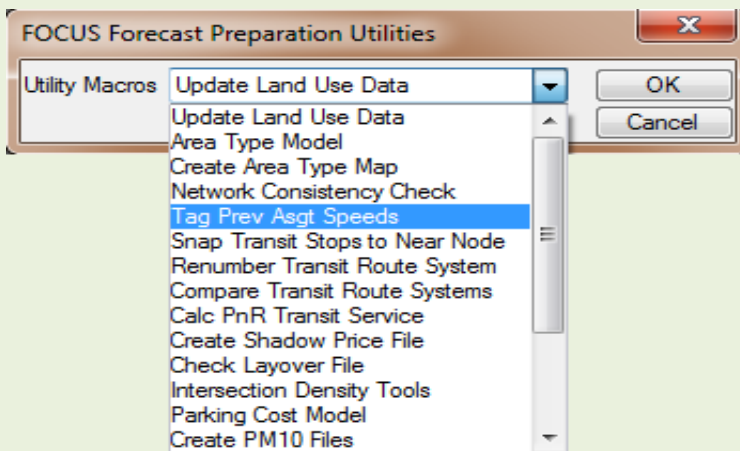 FOCUS Forecast Preparation Utilities
Utility Macros Update Land Use Data OK
Cancel
Update Land Use Data
Area Type Model
Create Area Type Map
Network Consistency Check
Tag Prev Asgt Speeds
Snap Transit Stops to Near Node
Renumber Transit Route System
Compare Transit Route Systems
Calc PnR Transit Service
Create Shadow Price File
Check Layover File
Intersection Density Tools
Parking Cost Model
Create PM10 Files